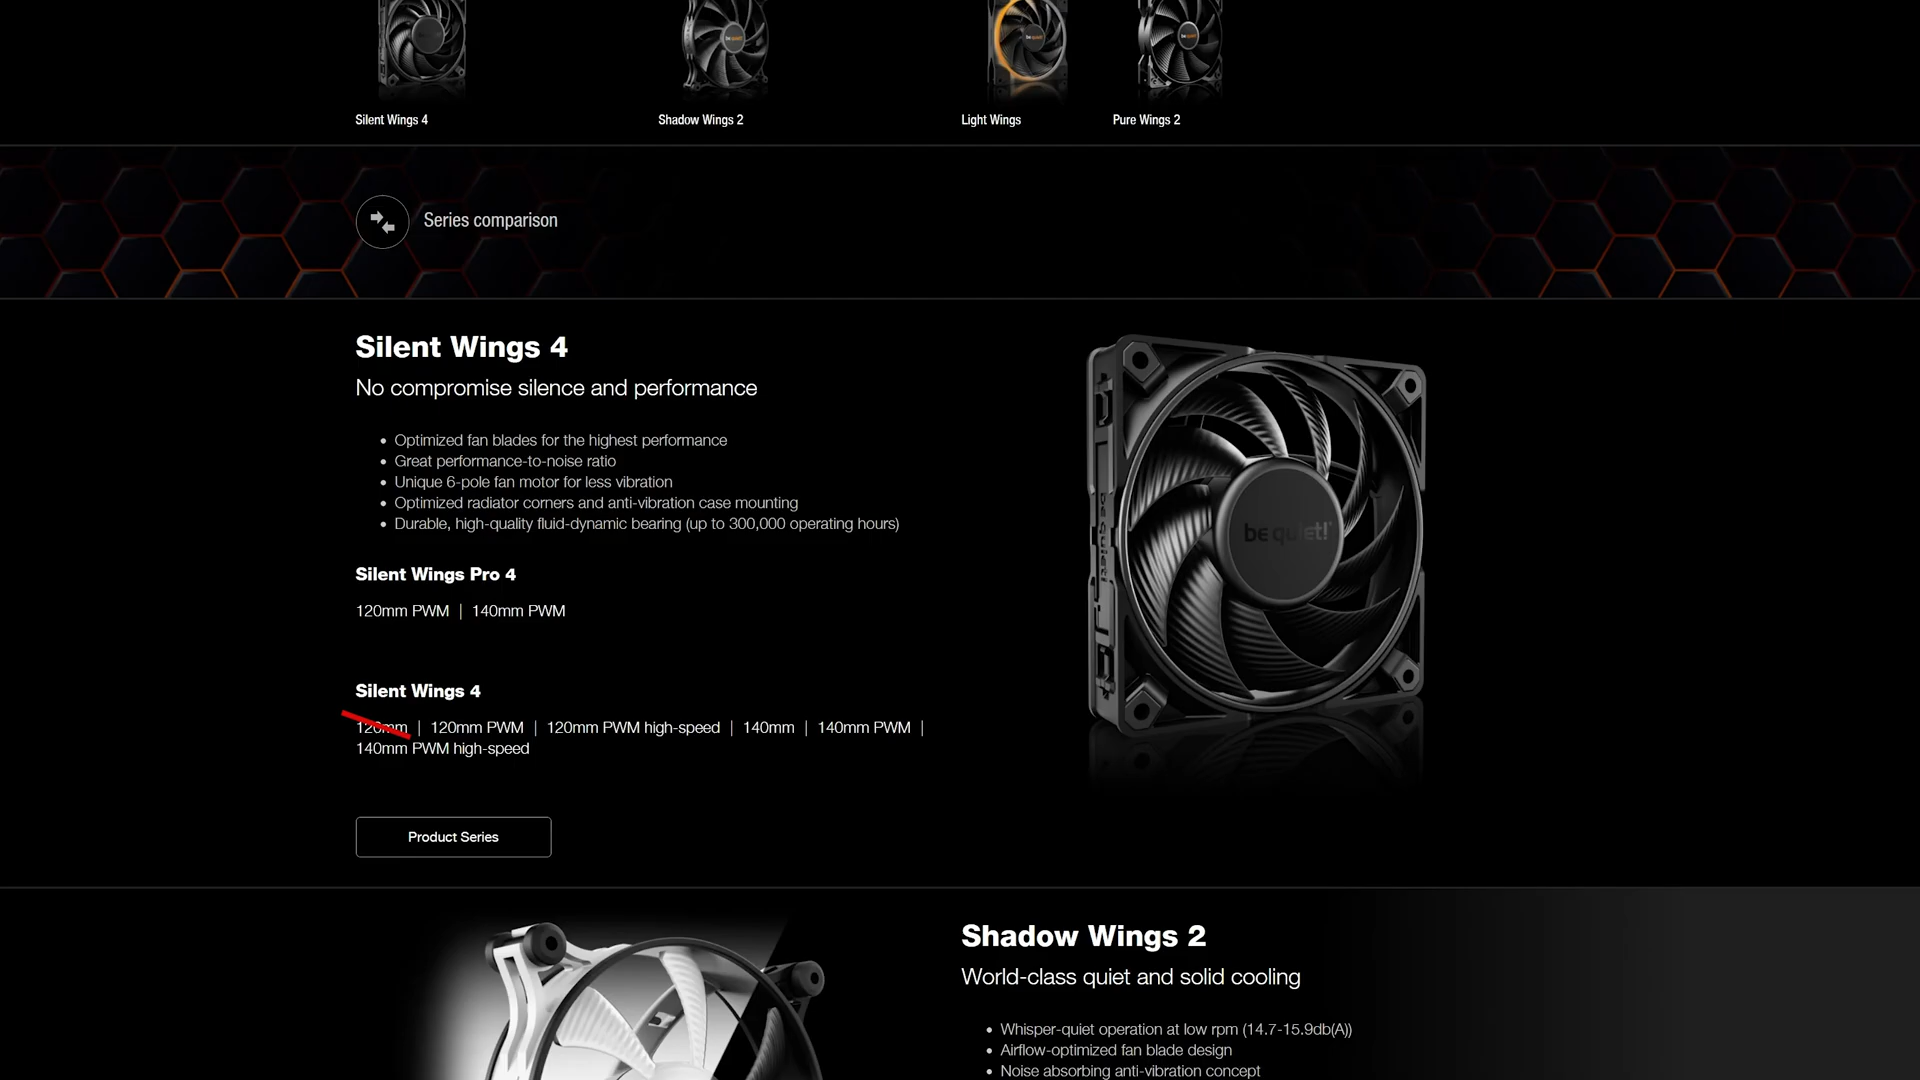 Silent Wings 4
Shadow Wings 2
Light Wings
Pure Wings 2
Series comparison
Silent Wings 4
No compromise silence and performance
Optimized fan blades for the highest performance
Great performance-to-noise ratio
Unique 6-pole fan motor for less vibration
Optimized radiator corners and anti-vibration case mounting
Durable, high-quality fluid-dynamic bearing (up to 300,000 operating hours)
Silent Wings Pro 4
120mm PWM | 140mm PWM
Silent Wings 4
120mm | 120mm PWM | 120mm PWM high-speed | 140mm | 140mm PWM |
140mm PWM high-speed
Product Series
be quiet!
be quiet!
Shadow Wings 2
World-class quiet and solid cooling
Whisper-quiet operation at low rpm (14.7-15.9db(A))
Airflow-optimized fan blade design
Noise absorbing anti-vibration concept